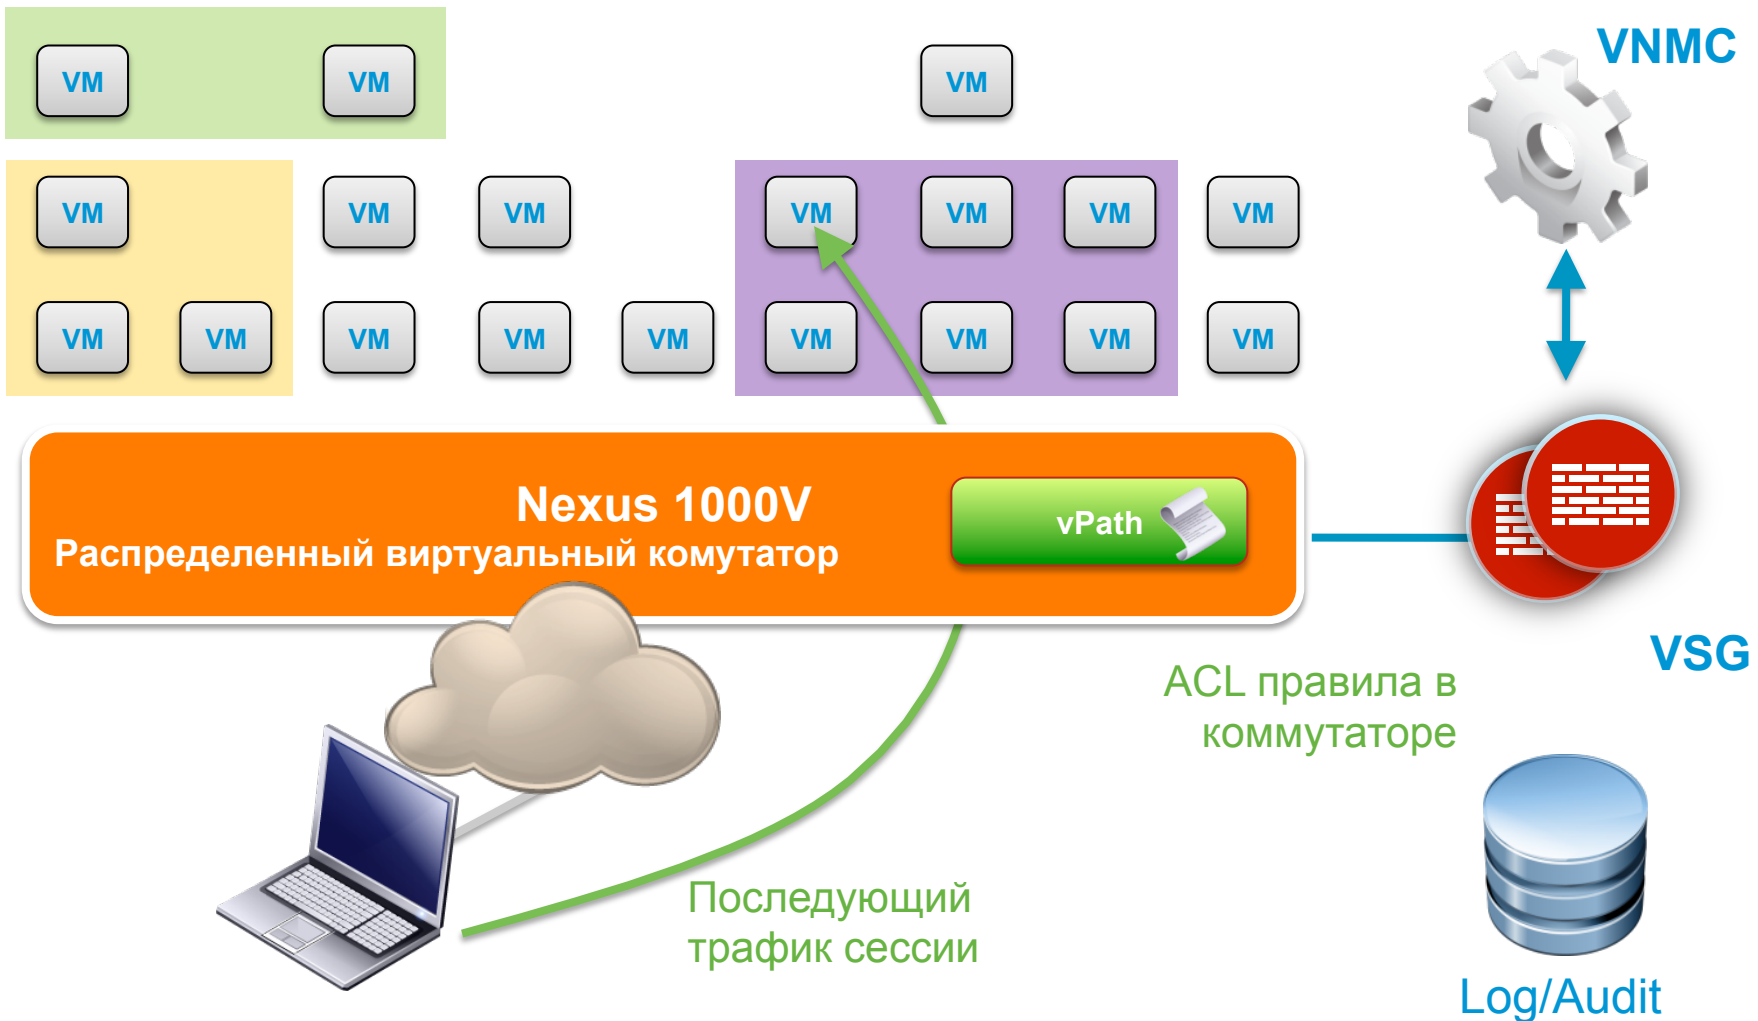 VNMC
VM VM VM
VM VM VM VM VM VM VM
VM VM VM VM VM VM VM VM VM
Nexus 1000V
Распределенный виртуальный комутатор
vPath
VSG
ACL правила в
коммутаторе
Последующий
трафик сессии
Log/Audit